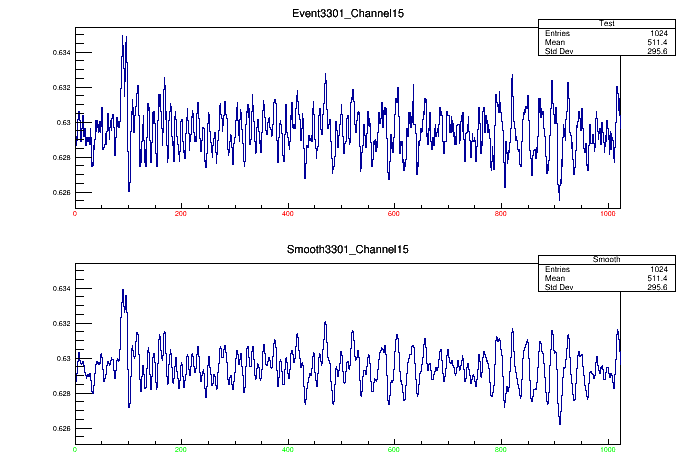 Event3301_Channel15
Test
Entries 1024
Mean 511.4
Std Dev 295.6
0.634
0.632
0.63
0.628
0.626
0 200 400 600 800 1000
Smooth3301_Channel15
Smooth
Entries 1024
Mean 511.4
Std Dev 295.6
0.634
0.632
0.63
0.628
0.626
0 200 400 600 800 1000